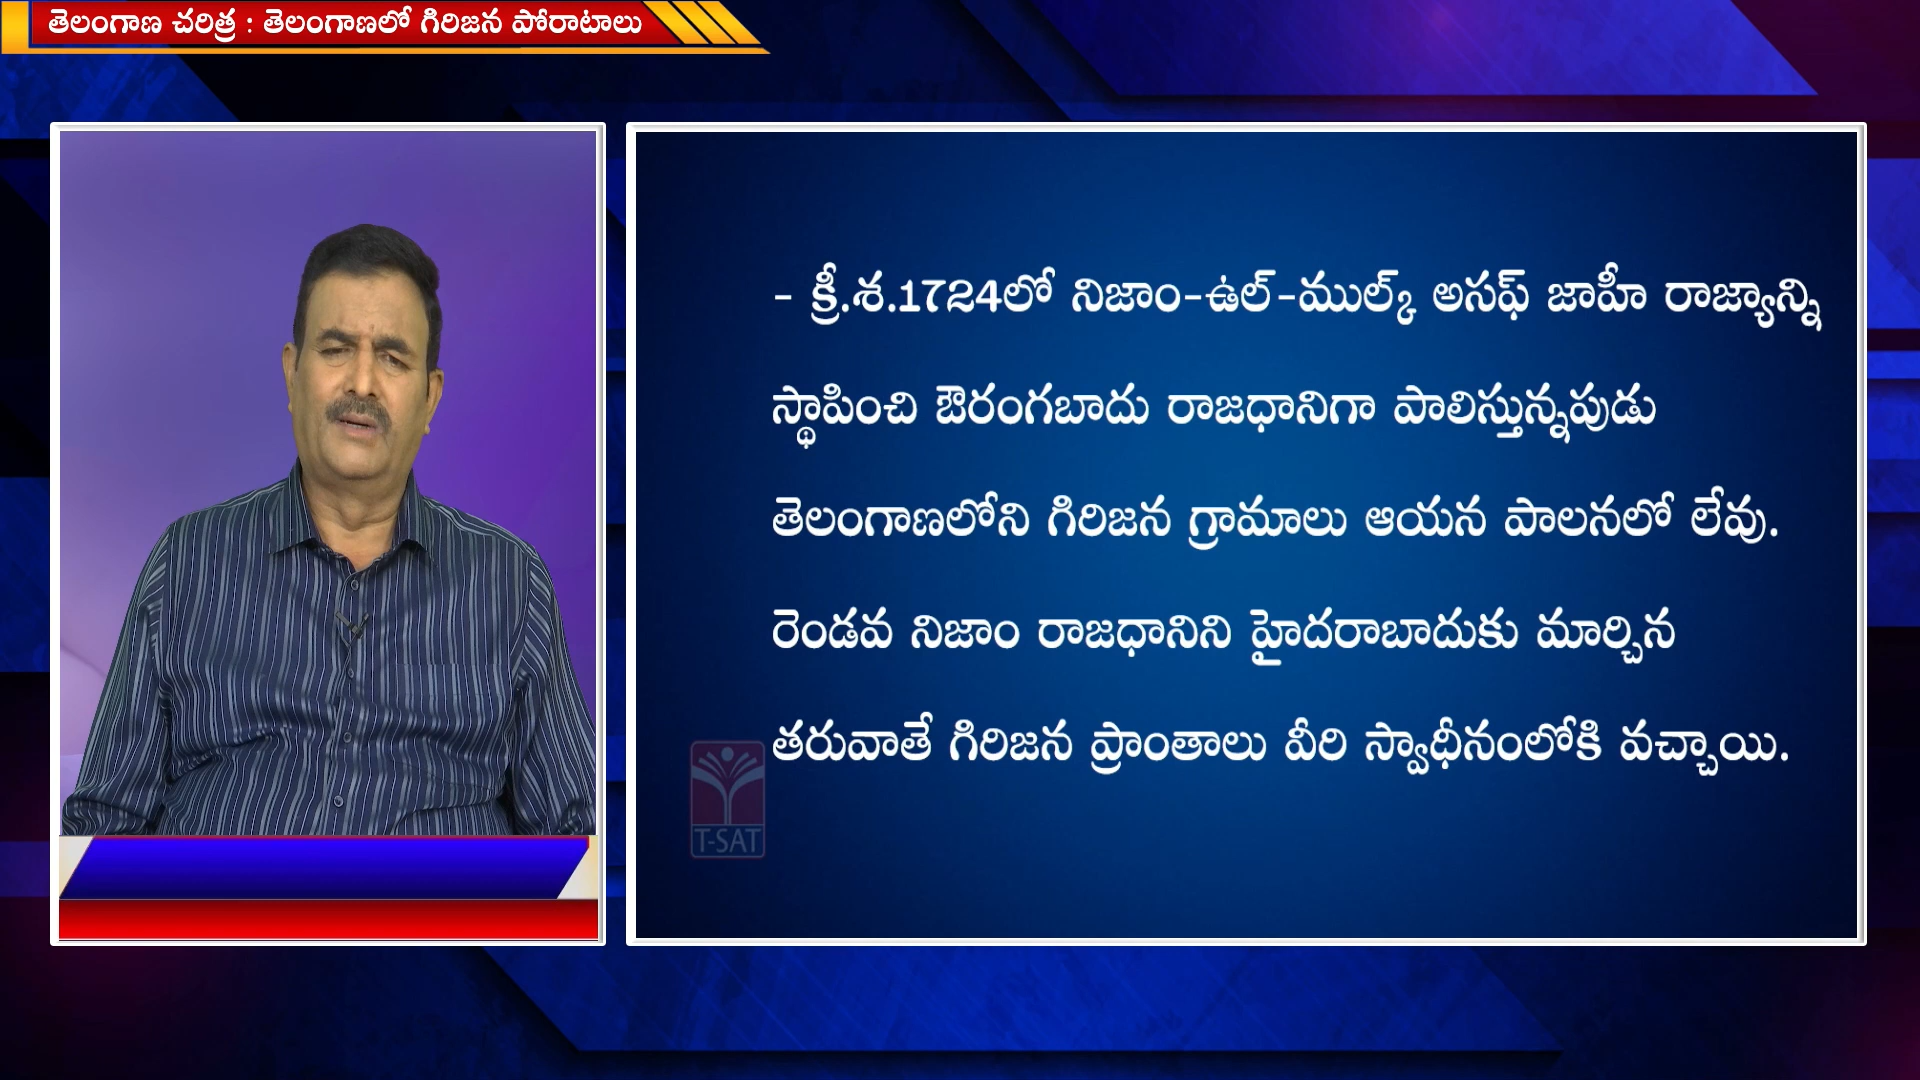 తెలంగాణ చరిత్ర : తెలంగాణలో గిరిజన పోరాటాలు
- క్రీ.శ.1724లో నిజాం-ఉల్-ముల్క్ అసఫ్ జాహీ రాజ్యాన్ని
స్థాపించి ఔరంగబాదు రాజధానిగా పాలిస్తున్నపుడు
తెలంగాణలోని గిరిజన గ్రామాలు ఆయన పాలనలో లేవు.
రెండవ నిజాం రాజధానిని హైదరాబాదుకు మార్చిన
తరువాతే గిరిజన ప్రాంతాలు వీరి స్వాధీనంలోకి వచ్చాయి.
T-SAT